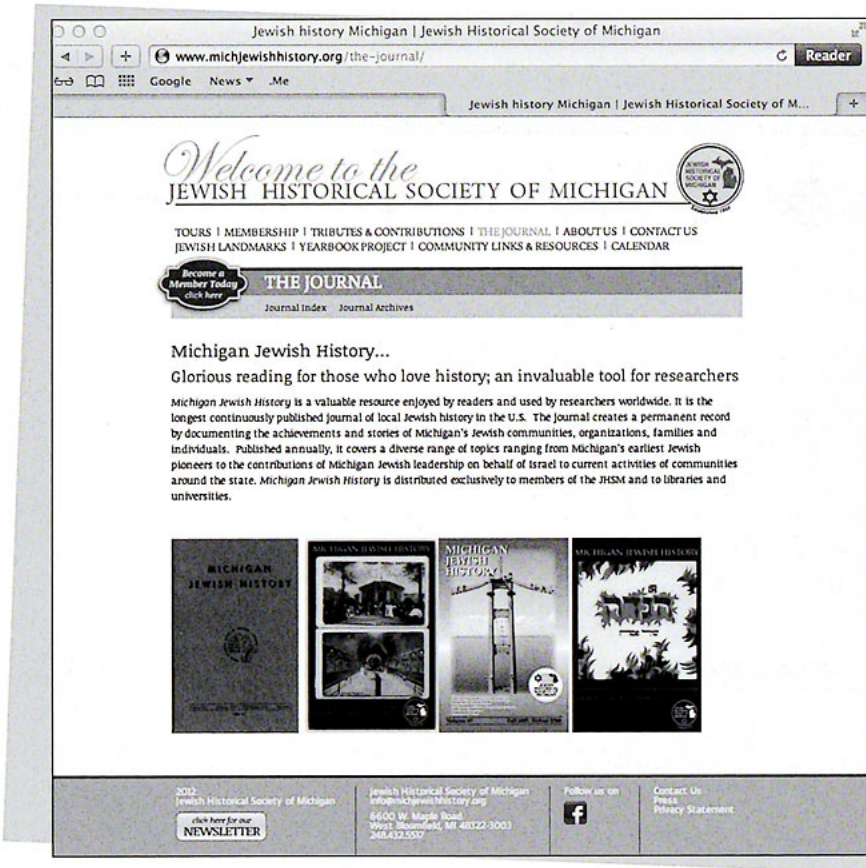 Jewish history Michigan | Jewish Historical Society of Michigan
www.michjewishhistory.org/the-journal/
Reader
Google News .Me
Jewish history Michigan | Jewish Historical Society of M...
Welcome to the
JEWISH HISTORICAL SOCIETY OF MICHIGAN
JEWISH
HISTORICAL
SOCIETY OF
MICHIGAN
TOURS | MEMBERSHIP | TRIBUTES & CONTRIBUTIONS | THE JOURNAL | ABOUT US | CONTACT US
JEWISH LANDMARKS | YEARBOOK PROJECT | COMMUNITY LINKS & RESOURCES | CALENDAR
Become a
Member Today
click here
THE JOURNAL
Journal Index Journal Archives
Michigan Jewish History...
Glorious reading for those who love history; an invaluable tool for researchers
Michigan Jewish History is a valuable resource enjoyed by readers and used by researchers worldwide. It is the
longest continuously published journal of local Jewish history in the U.S. The journal creates a permanent record
by documenting the achievements and stories of Michigan's Jewish communities, organizations, families and
individuals. Published annually, it covers a diverse range of topics ranging from Michigan's earliest Jewish
pioneers to the contributions of Michigan Jewish leadership on behalf of Israel to current activities of communities
around the state. Michigan Jewish History is distributed exclusively to members of the JHSM and to libraries and
universities.
MICHIGAN
JEWISH HISTORY
MICHIGAN JEWISH HISTORY
MICHIGAN
JEWISH
HISTORY
MICHIGAN JEWISH HISTORY
2012
Jewish Historical Society of Michigan
click here for our
NEWSLETTER
Jewish Historical Society of Michigan
info@michjewishhistory.org
6600 W. Maple Road
West Bloomfield, MI 48322-3003
248.432.5517
Follow us on
f
Contact Us
Press
Privacy Statement